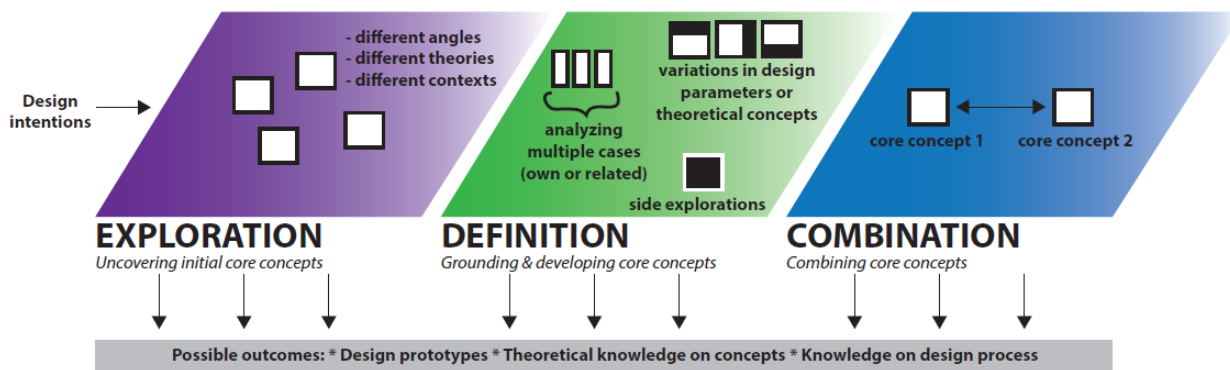 Design
intentions
- different angles
- different theories
- different contexts
EXPLORATION
Uncovering initial core concepts
analyzing
multiple cases
(own or related)
variations in design
parameters or
theoretical concepts
side explorations
DEFINITION
Grounding & developing core concepts
core concept 1
core concept 2
COMBINATION
Combining core concepts
Possible outcomes: * Design prototypes * Theoretical knowledge on concepts * Knowledge on design process